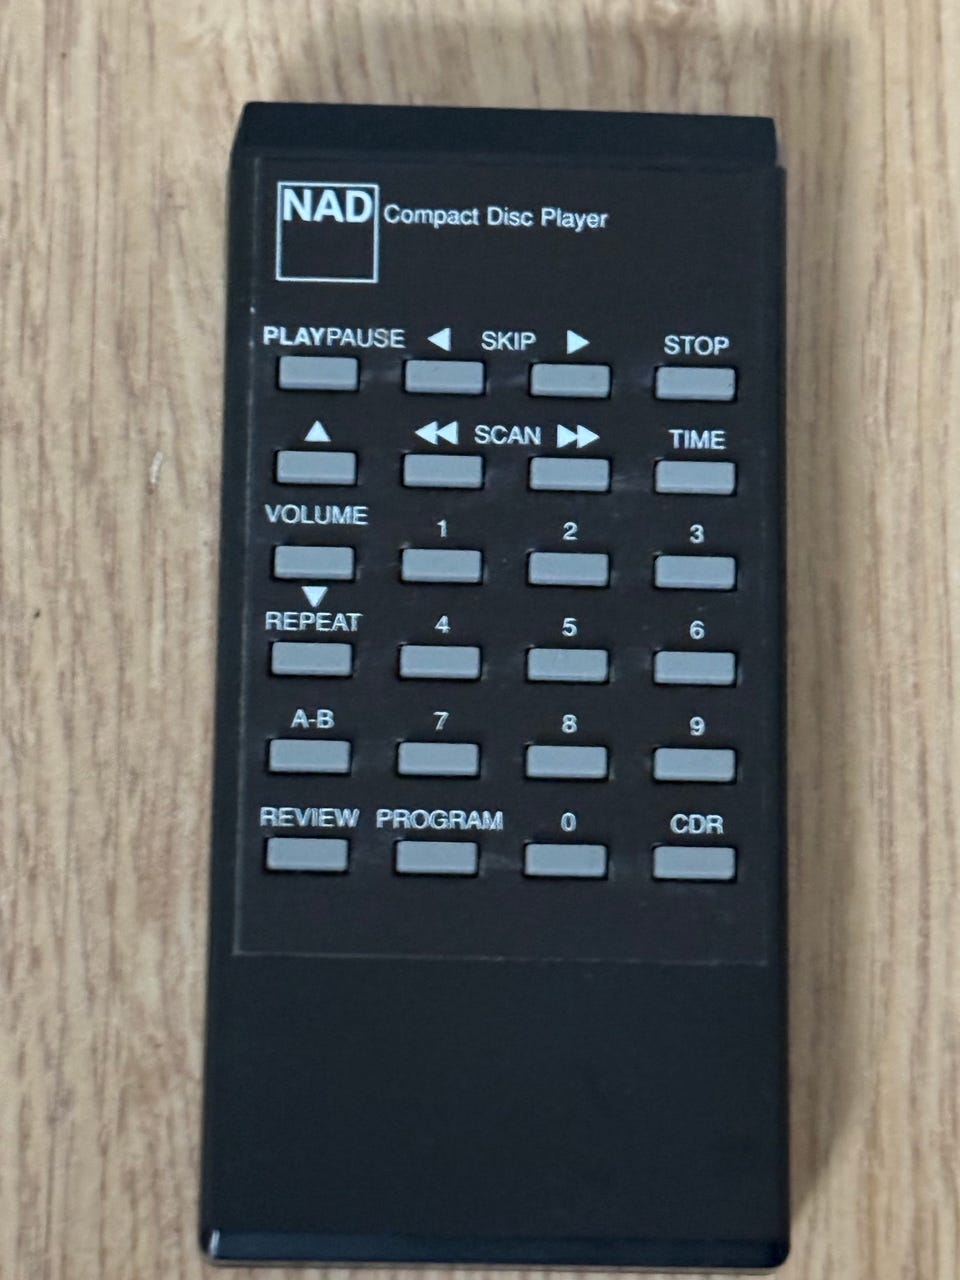 NAD Compact Disc Player
PLAYPAUSE ◀ SKIP ▶ STOP
▲ ◀◀ SCAN ▶▶ TIME
VOLUME 1 2 3
▼
REPEAT 4 5 6
A-B 7 8 9
REVIEW PROGRAM 0 CDR